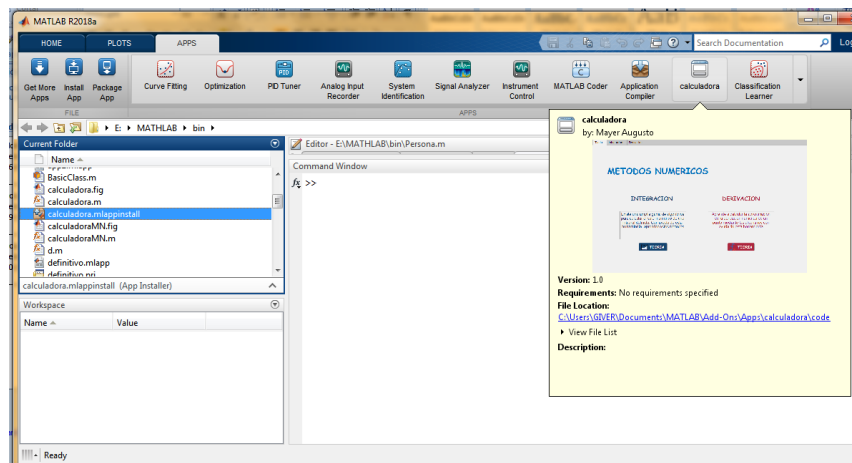 MATLAB R2018a
HOME PLOTS APPS
Search Documentation
Get More Apps
Install App
Package App
Curve Fitting
Optimization
PID Tuner
Analog Input Recorder
System Identification
Signal Analyzer
Instrument Control
MATLAB Coder
Application Compiler
calculadora
Classification Learner
FILE
APPS
E: MATHLAB bin
Current Folder
Name
BasicClass.m
calculadora.fig
calculadora.m
calculadora.mlappinstall
calculadoraMN.fig
calculadoraMN.m
d.m
definitivo.mlapp
definitivo.prj
calculadora.mlappinstall (App Installer)
Workspace
Name Value
Editor - E:\MATHLAB\bin\Persona.m
Command Window
fx >>
calculadora
by: Mayer Augusto
METODOS NUMERICOS
INTEGRACION DERIVACION
Version: 1.0
Requirements: No requirements specified
File Location:
C:\Users\GIVER\Documents\MATLAB\Add-Ons\Apps\calculadora\code
View File List
Description:
Ready